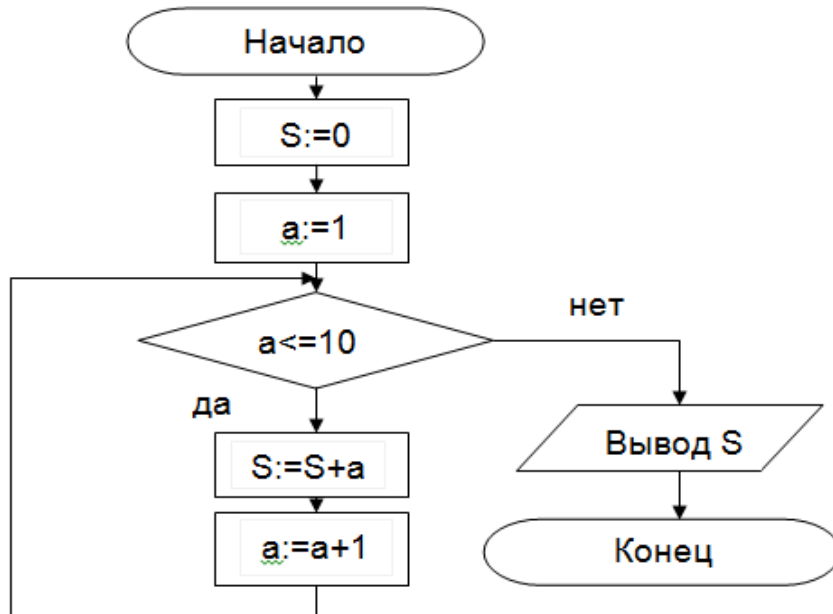 Начало
S:=0
a:=1
a<=10
нет
да
S:=S+a
Вывод S
a:=a+1
Конец